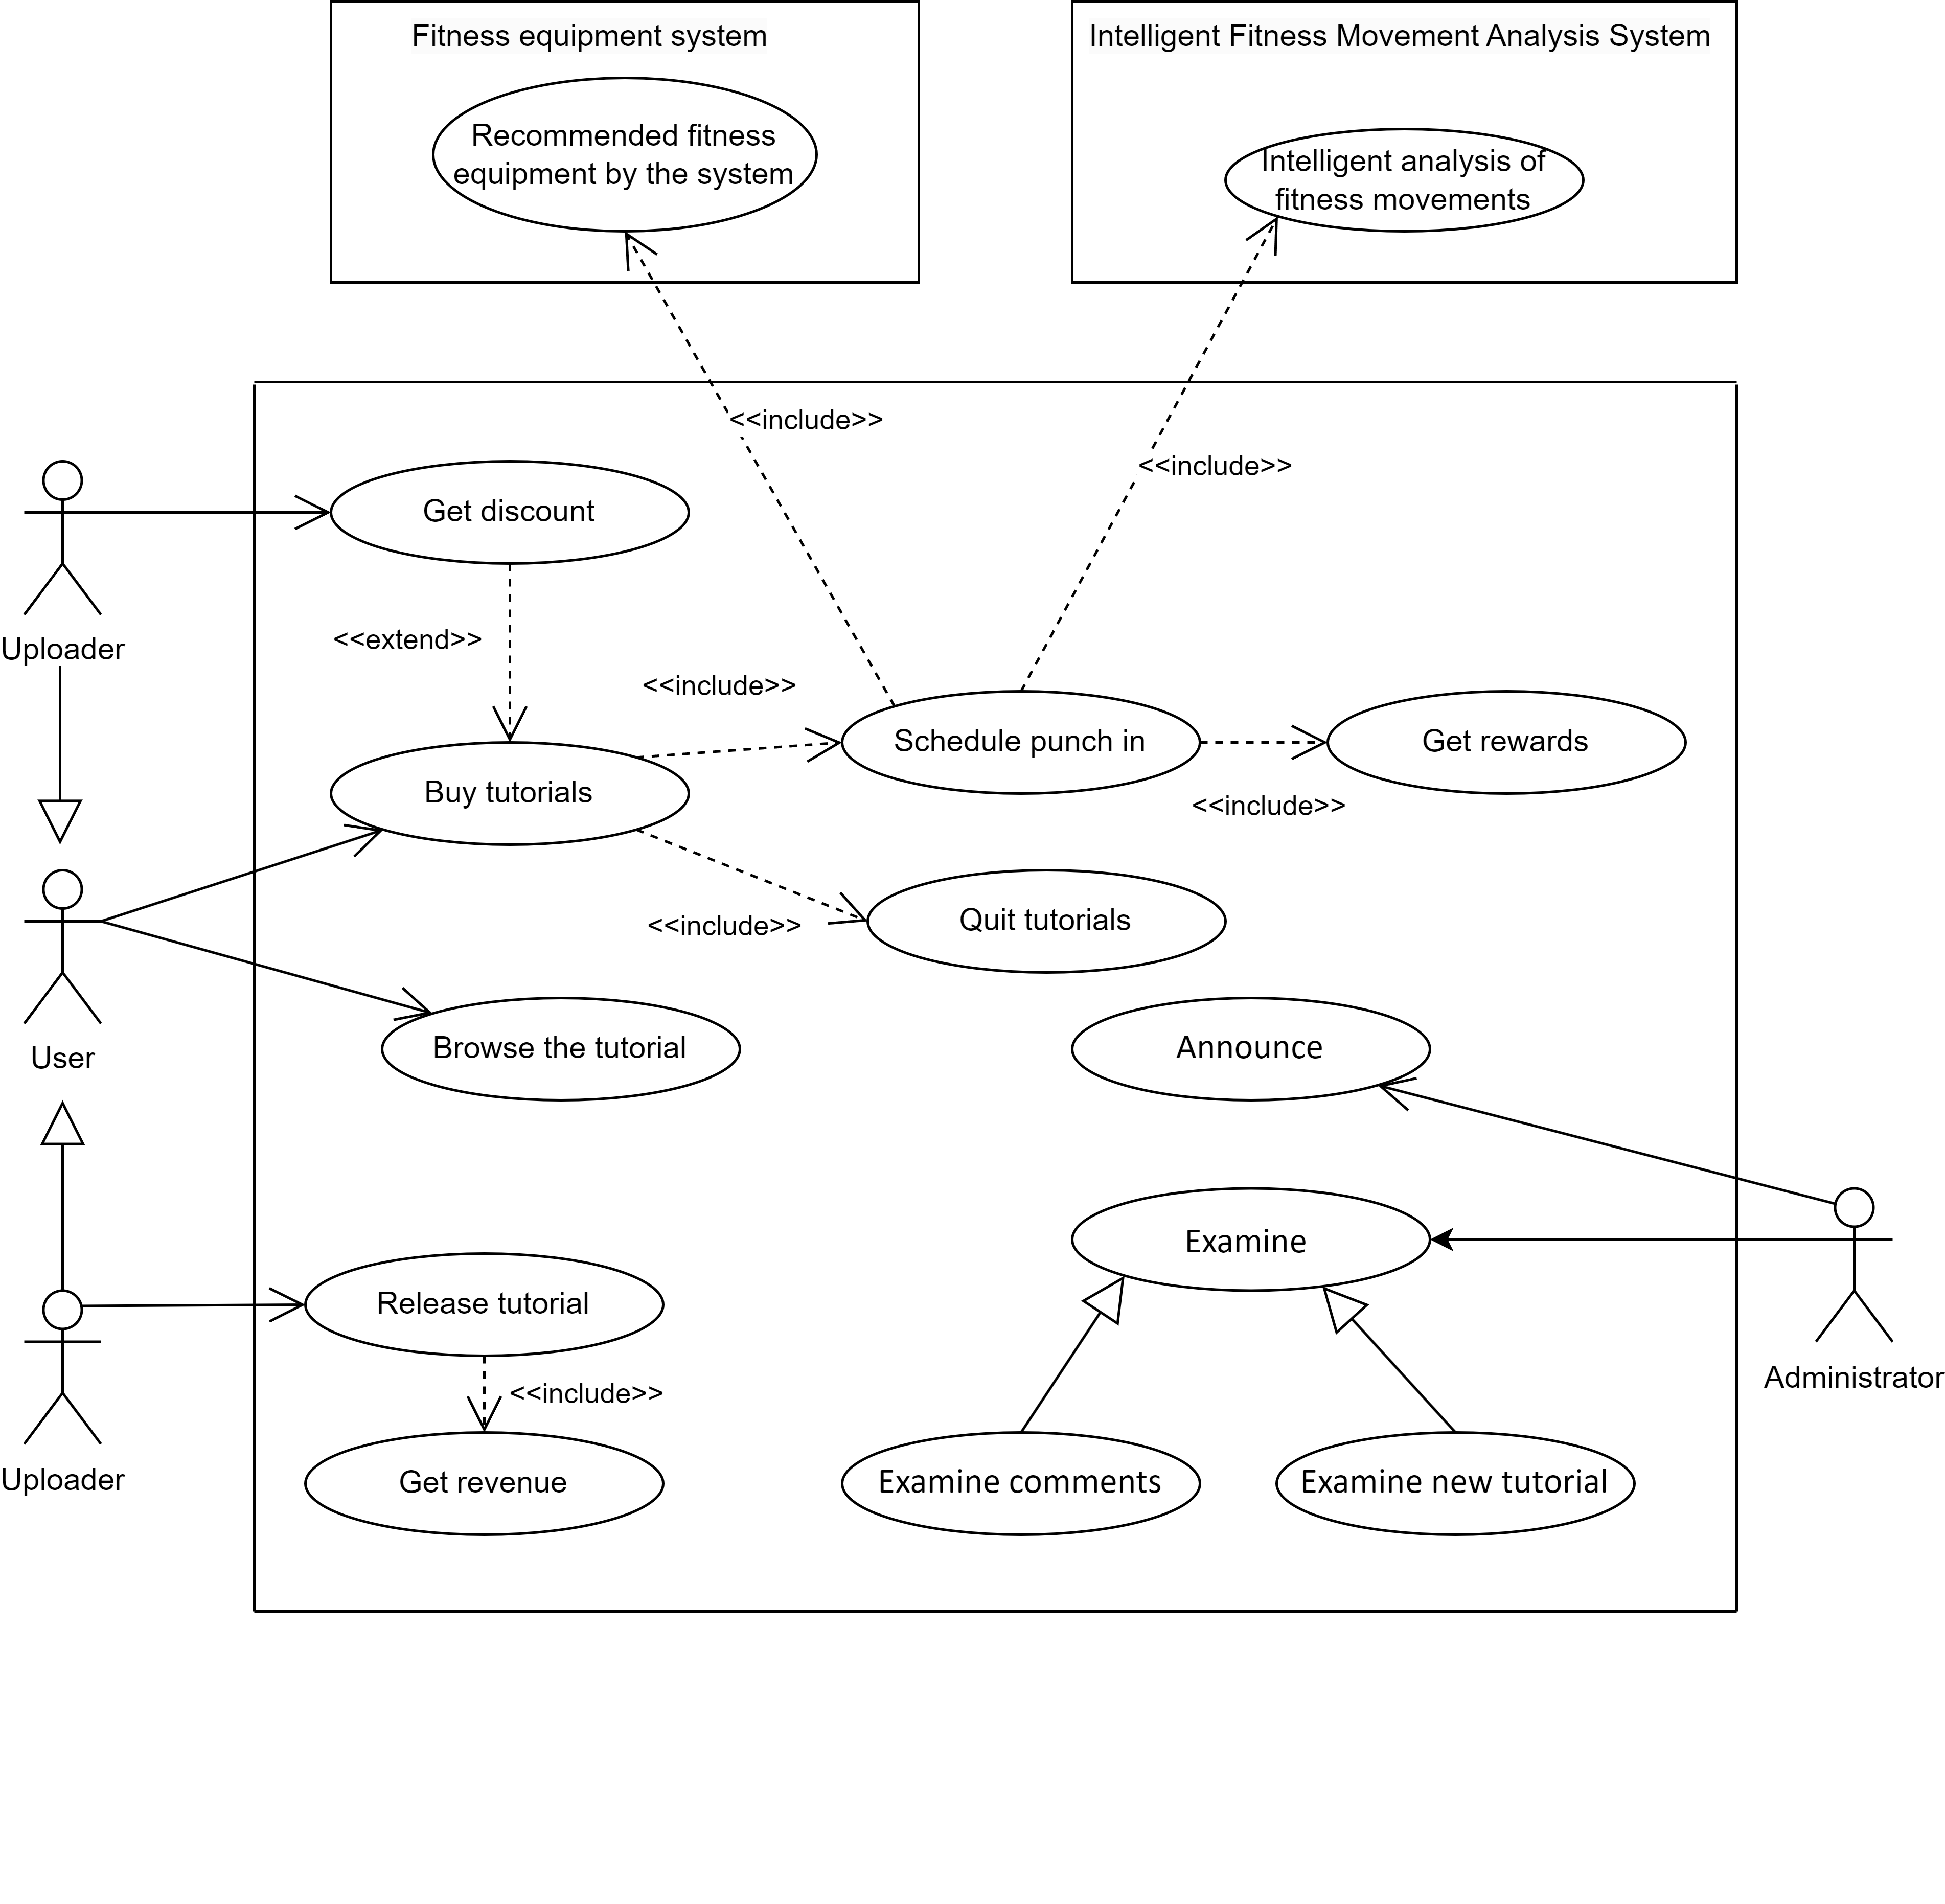 Fitness equipment system
Intelligent Fitness Movement Analysis System
Recommended fitness
equipment by the system
Intelligent analysis of
fitness movements
<<include>>
<<include>>
Get discount
Uploader
<<extend>>
<<include>>
Schedule punch in
Get rewards
Buy tutorials
<<include>>
Quit tutorials
<<include>>
User
Browse the tutorial
Announce
Examine
Release tutorial
Administrator
<<include>>
Uploader
Get revenue
Examine comments
Examine new tutorial